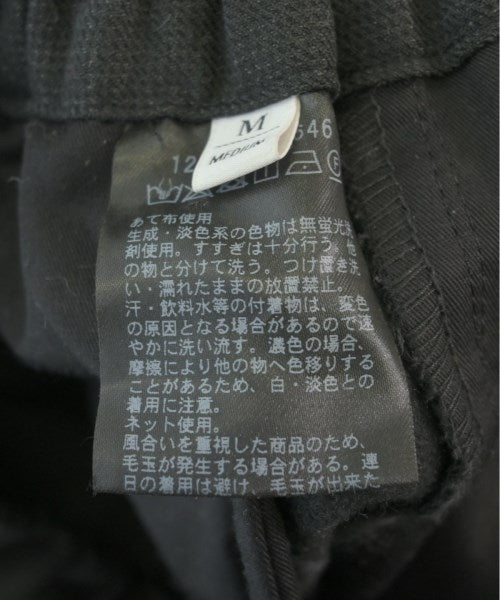 M
MEDIUM
12
546
あて布使用
生成・淡色系の色物は無蛍光洗
剤使用。すすぎは十分行う。他
の物と分けて洗う。つけ置き洗
い・濡れたままの放置禁止。
汗・飲料水等の付着物は、変色
の原因となる場合があるので速
やかに洗い流す。濃色の場合、
摩擦により他の物へ色移りする
ことがあるため、白・淡色との
着用に注意。
ネット使用。
風合いを重視した商品のため、
毛玉が発生する場合がある。連
日の着用は避け、毛玉が出来た